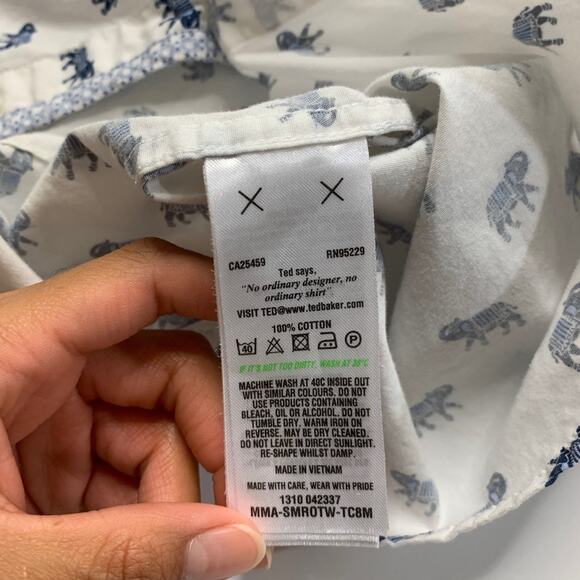 CA25459 RN95229
Ted says,
"No ordinary designer, no
ordinary shirt"
VISIT TED@www.tedbaker.com
100% COTTON
40 P
IF IT'S NOT TOO DIRTY, WASH AT 30°C
MACHINE WASH AT 40C INSIDE OUT
WITH SIMILAR COLOURS. DO NOT
USE PRODUCTS CONTAINING
BLEACH, OIL OR ALCOHOL. DO NOT
TUMBLE DRY. WARM IRON ON
REVERSE. MAY BE DRY CLEANED.
DO NOT LEAVE IN DIRECT SUNLIGHT.
RE-SHAPE WHILST DAMP.
MADE IN VIETNAM
MADE WITH CARE, WEAR WITH PRIDE
1310 042337
MMA-SMROTW-TC8M